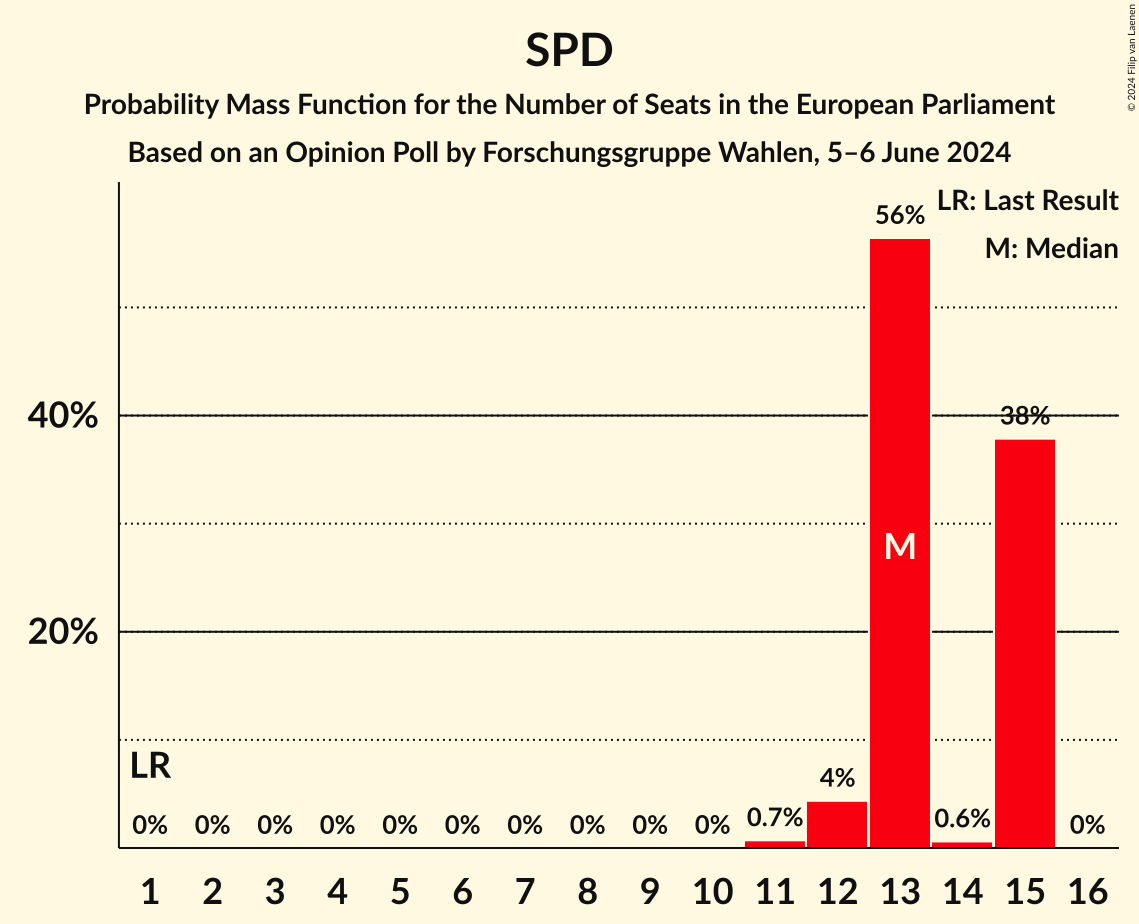 SPD
Probability Mass Function for the Number of Seats in the European Parliament
Based on an Opinion Poll by Forschungsgruppe Wahlen, 5–6 June 2024
© 2024 Filip van Laenen
LR: Last Result
M: Median
56%
40%
38%
M
20%
LR
4%
0% 0% 0% 0% 0% 0% 0% 0% 0% 0% 0.7% 0.6% 0%
1 2 3 4 5 6 7 8 9 10 11 12 13 14 15 16